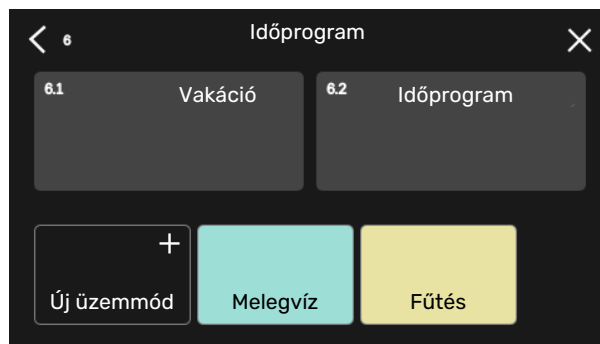 6 Időprogram
6.1 Vakáció
6.2 Időprogram
Új üzemmód
Melegvíz
Fűtés